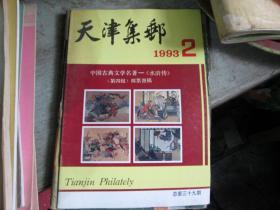 天津集邮
1993 2
中国古典文学名著一《水浒传》
（第四组）邮票图稿
Tianjin Philately
总第三十九期